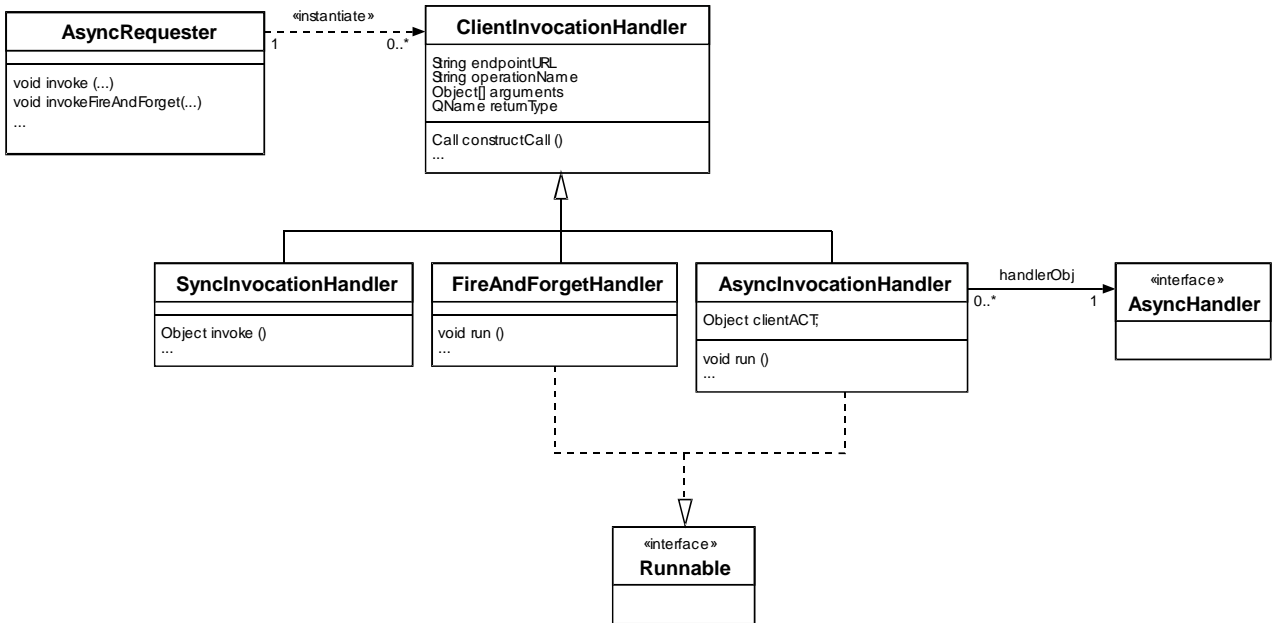 AsyncRequester
void invoke (...)
void invokeFireAndForget(...)
...
«instantiate»
1
0..*
ClientInvocationHandler
String endpointURL
String operationName
Object[] arguments
QName returnType
Call constructCall ()
...
SyncInvocationHandler
Object invoke ()
...
FireAndForgetHandler
void run ()
...
AsyncInvocationHandler
Object clientACT;
void run ()
...
handlerObj
0..*
1
«interface»
AsyncHandler
«interface»
Runnable